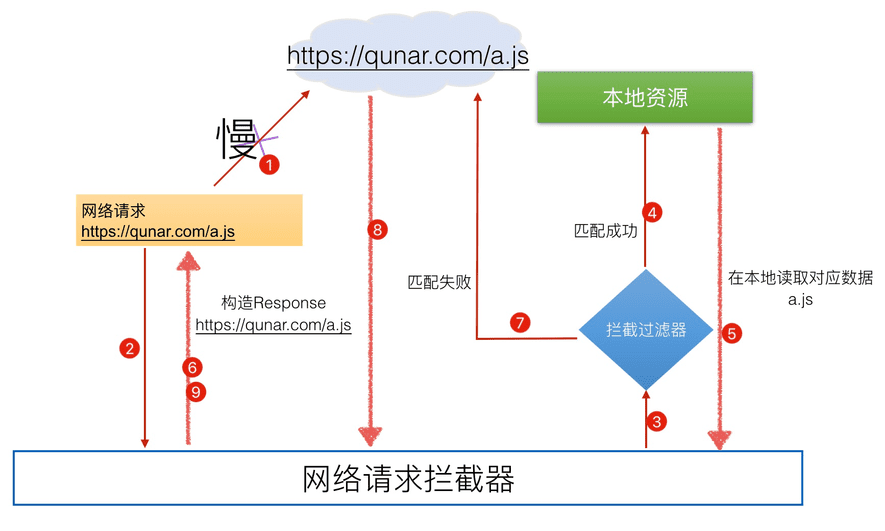 https://qunar.com/a.js
本地资源
慢
1
网络请求
https://qunar.com/a.js
4
匹配成功
8
匹配失败
在本地读取对应数据
a.js
构造Response
https://qunar.com/a.js
7
拦截过滤器
5
2
6
9
3
网络请求拦截器